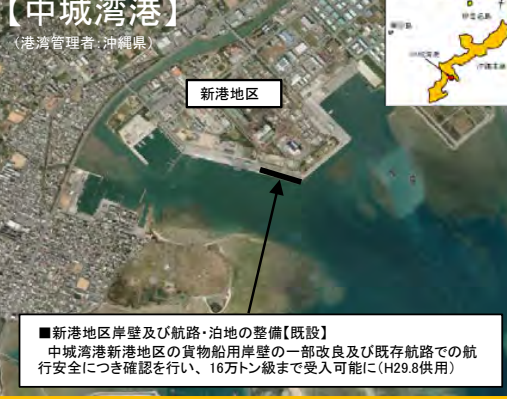 【中城湾港】
(港湾管理者:沖縄県)
新港地区
■新港地区岸壁及び航路・泊地の整備【既設】
中城湾港新港地区の貨物船用岸壁の一部改良及び既存航路での航
行安全につき確認を行い、16万トン級まで受入可能に(H29.8供用)